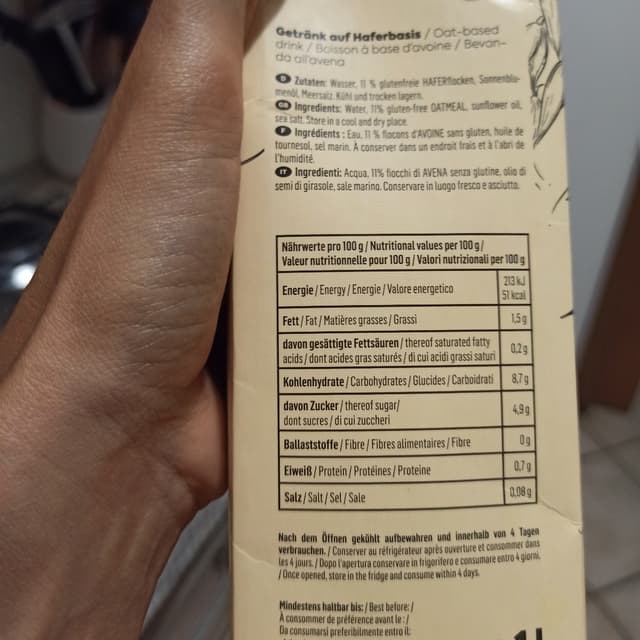 Getränk auf Haferbasis / Oat-based
drink / Boisson à base d'avoine / Bevan-
da all'avena
D Zutaten: Wasser, 11 % glutenfreie HAFERflocken, Sonnenblu-
menöl, Meersalz. Kühl und trocken lagern.
GB Ingredients: Water, 11% gluten-free OATMEAL, sunflower oil,
sea salt. Store in a cool and dry place.
F Ingrédients : Eau, 11 % flocons d'AVOINE sans gluten, huile de
tournesol, sel marin. À conserver dans un endroit frais et à l'abri de
l'humidité.
IT Ingredienti: Acqua, 11% fiocchi di AVENA senza glutine, olio di
semi di girasole, sale marino. Conservare in luogo fresco e asciutto.
Nährwerte pro 100 g / Nutritional values per 100 g /
Valeur nutritionnelle pour 100 g / Valori nutrizionali per 100 g
Energie / Energy / Energie / Valore energetico 213 kJ
51 kcal
Fett / Fat / Matières grasses / Grassi 1,5 g
davon gesättigte Fettsäuren / thereof saturated fatty
acids / dont acides gras saturés / di cui acidi grassi saturi 0,2 g
Kohlenhydrate / Carbohydrates / Glucides / Carboidrati 8,7 g
davon Zucker / thereof sugar/
dont sucres / di cui zuccheri 4,9 g
Ballaststoffe / Fibre / Fibres alimentaires / Fibre 0 g
Eiweiß / Protein / Protéines / Proteine 0,7 g
Salz / Salt / Sel / Sale 0,08 g
Nach dem Öffnen gekühlt aufbewahren und innerhalb von 4 Tagen
verbrauchen. / Conserver au réfrigérateur après ouverture et consommer dans
les 4 jours. / Dopo l'apertura conservare in frigorifero e consumare entro 4 giorni.
/ Once opened, store in the fridge and consume within 4 days.
Mindestens haltbar bis: / Best before: /
À consommer de préférence avant le : /
Da consumarsi preferibilmente entro il: